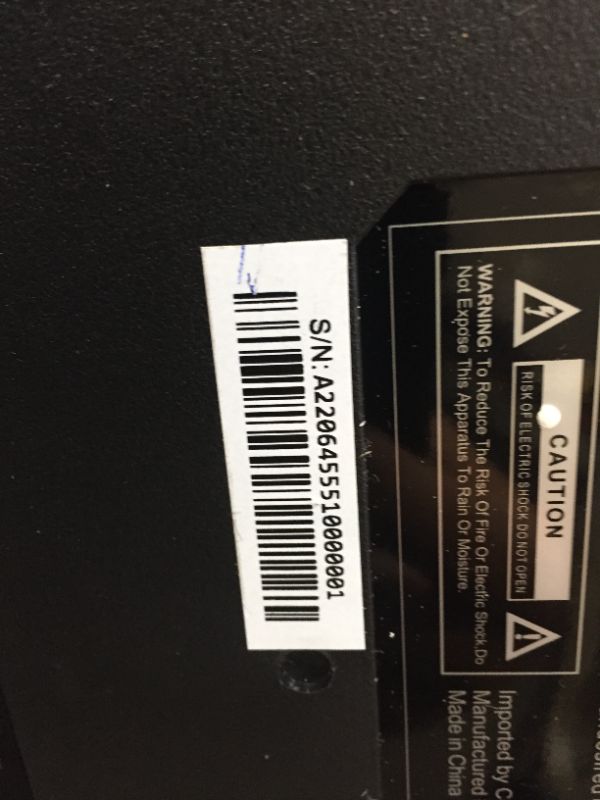 S/N: A2206455510000001
CAUTION
RISK OF ELECTRIC SHOCK DO NOT OPEN
WARNING: To Reduce The Risk Of Fire Or Electric Shock,Do
Not Expose This Apparatus To Rain Or Moisture.
Imported by
Manufactured
Made in China